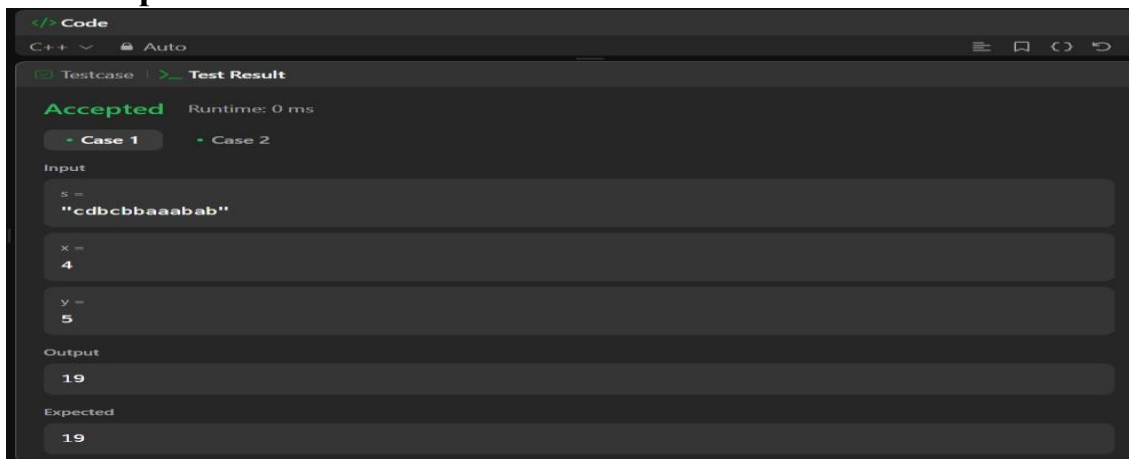 </> Code
C++ Auto
Testcase | >_ Test Result
Accepted Runtime: 0 ms
• Case 1 • Case 2
Input
s =
"cdbcbbaaabab"
x =
4
y =
5
Output
19
Expected
19